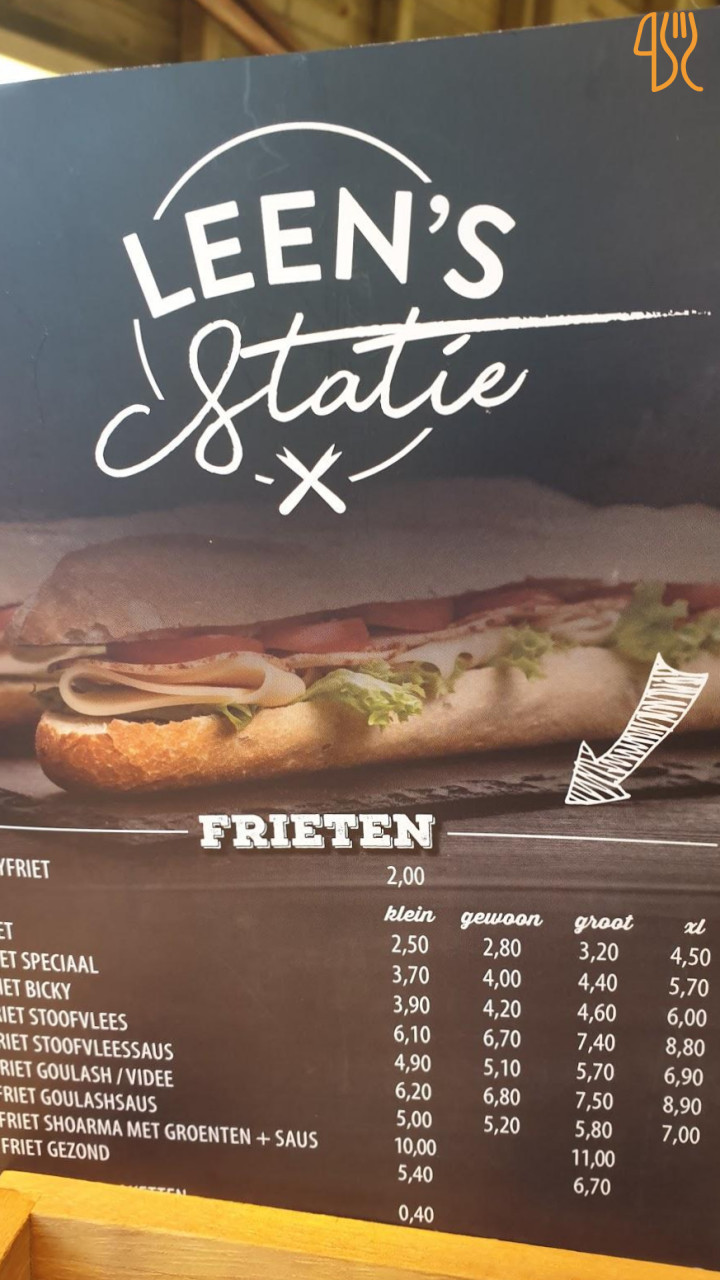 LEEN'S
Statie
FRIETEN
YFRIET 2,00
klein gewoon groot xl
ET 2,50 2,80 3,20 4,50
ET SPECIAAL 3,70 4,00 4,40 5,70
IET BICKY 3,90 4,20 4,60 6,00
IET STOOFVLEES 6,10 6,70 7,40 8,80
RIET STOOFVLEESSAUS 4,90 5,10 5,70 6,90
RIET GOULASH / VIDEE 6,20 6,80 7,50 8,90
FRIET GOULASHSAUS 5,00 5,20 5,80 7,00
FRIET SHOARMA MET GROENTEN + SAUS 10,00 11,00
FRIET GEZOND 5,40 6,70
0,40